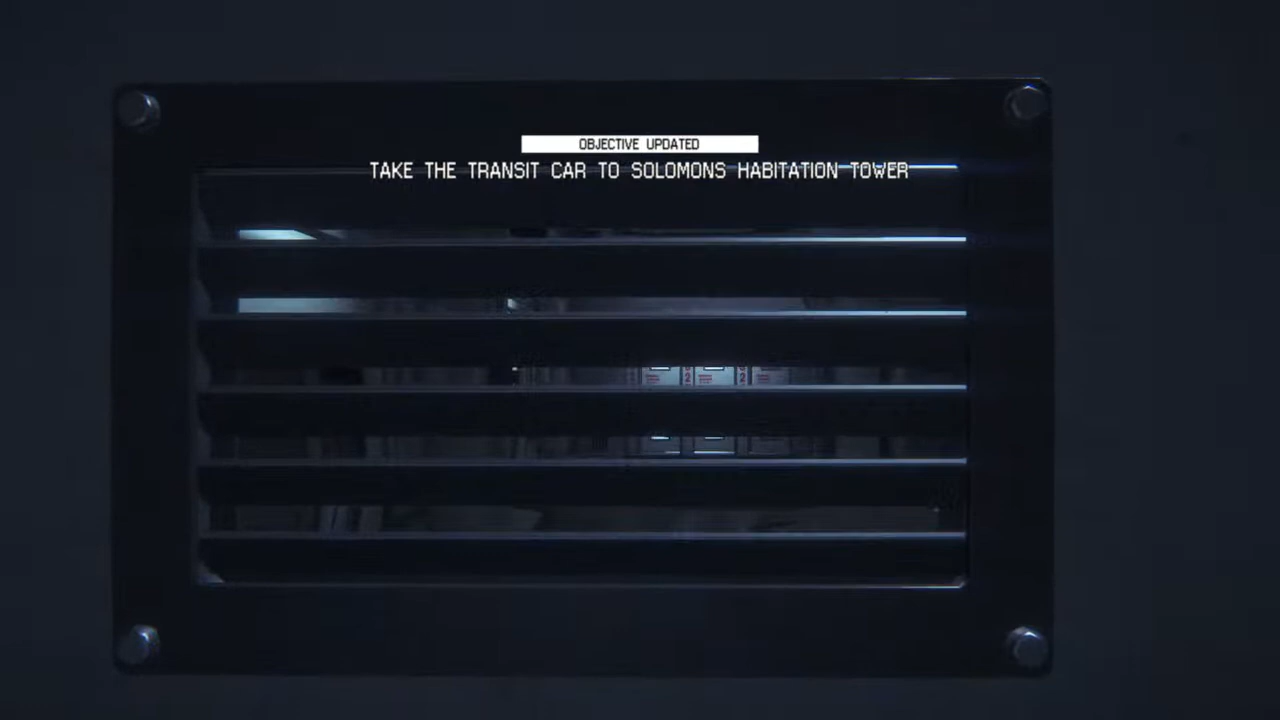 OBJECTIVE UPDATED
TAKE THE TRANSIT CAR TO SOLOMONS HABITATION TOWER